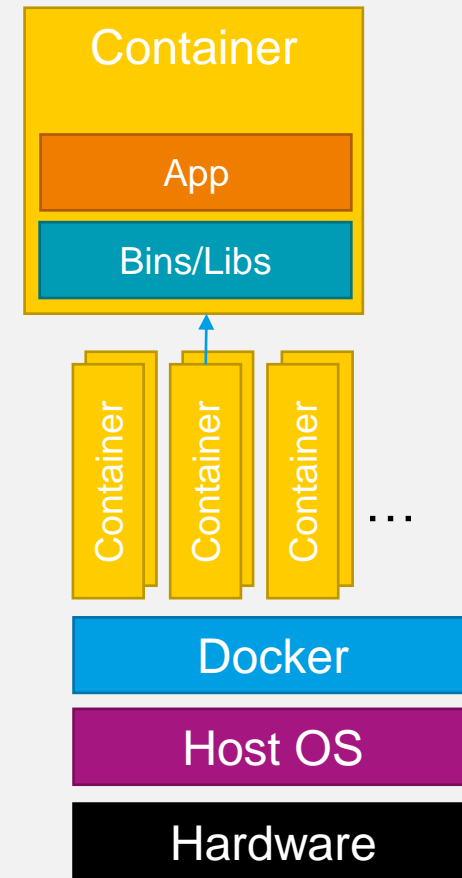 Container
App
Bins/Libs
Container
Container
Container
...
Docker
Host OS
Hardware